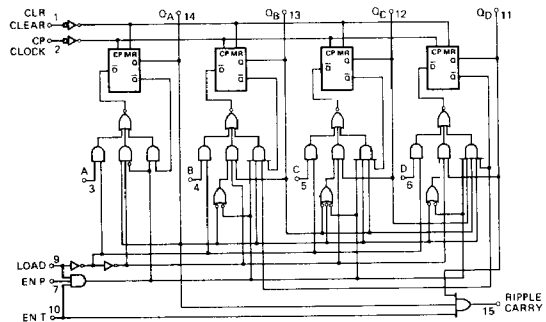 CLR
CLEAR 1
CP
CLOCK 2
QA 14
QB 13
QC 12
QD 11
CP MR
D Q
Q
CP MR
D Q
Q
CP MR
D Q
Q
CP MR
D Q
Q
A
3
B
4
C
5
D
6
LOAD 9
EN P
7
10
EN T
RIPPLE
CARRY
15